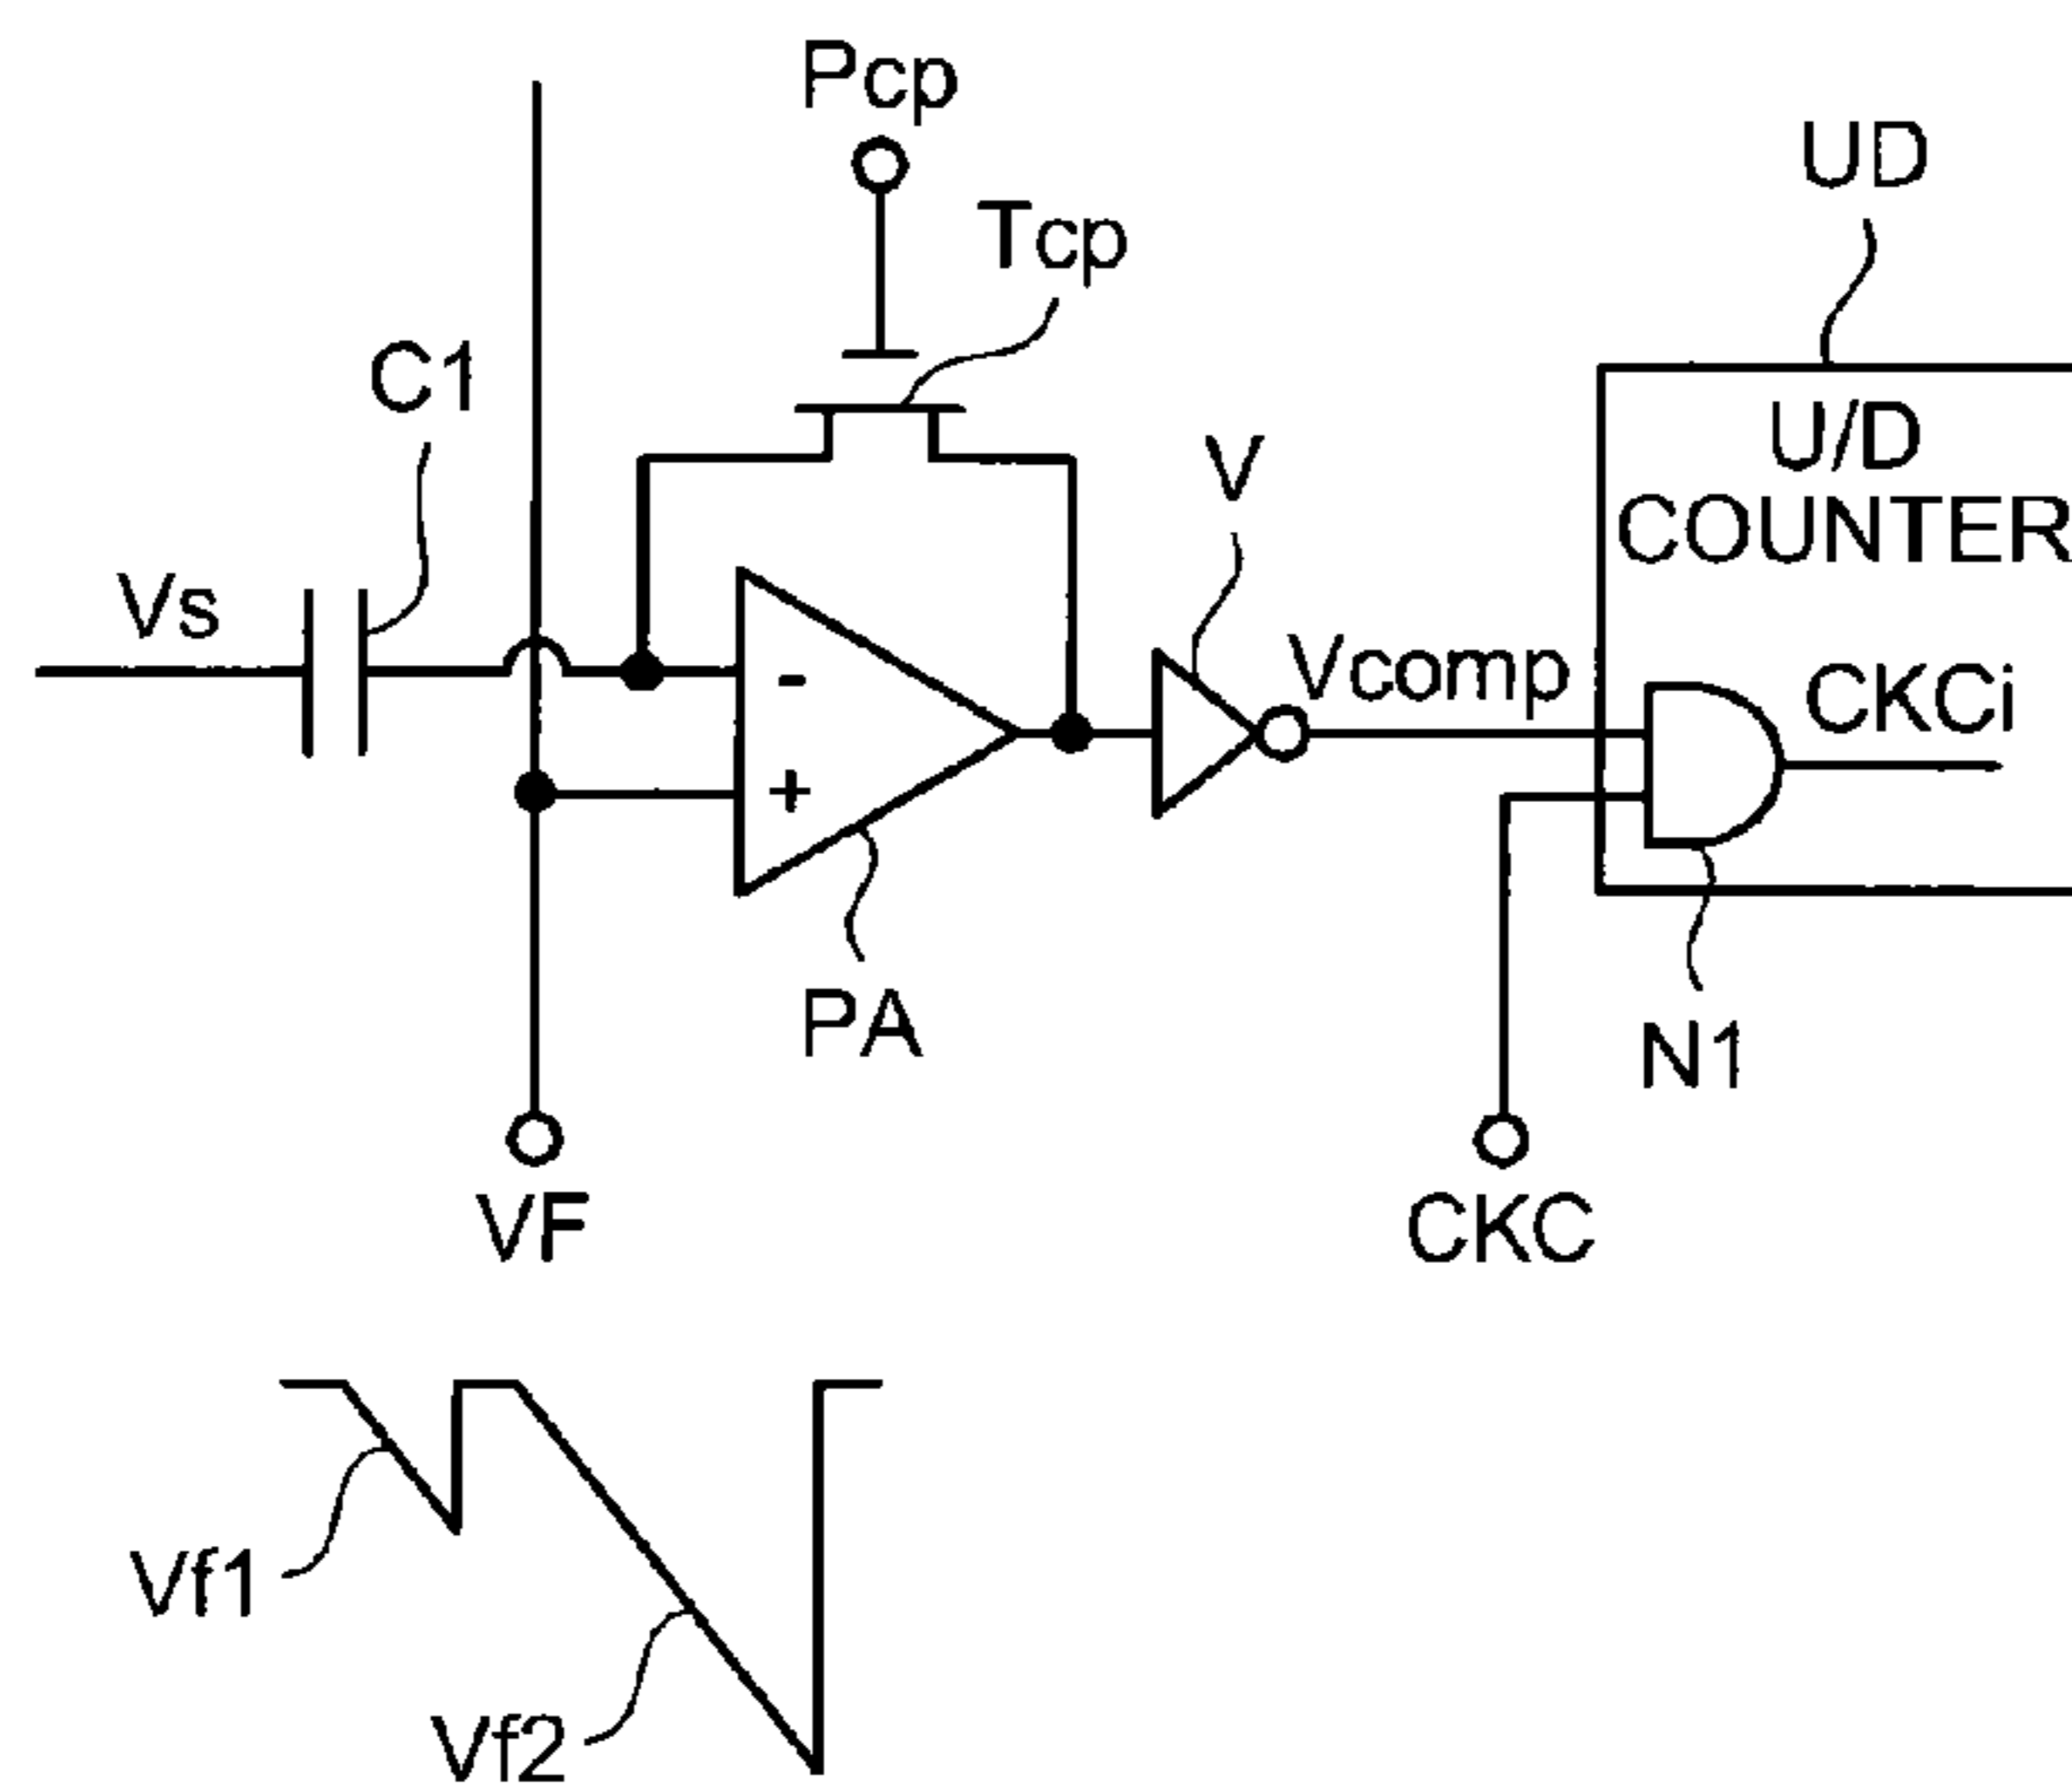 Pcp
UD
Tcp
C1
U/D
V
COUNTER
Vs
Vcomp
CKCi
-
+
PA
N1
VF
CKC
Vf1
Vf2